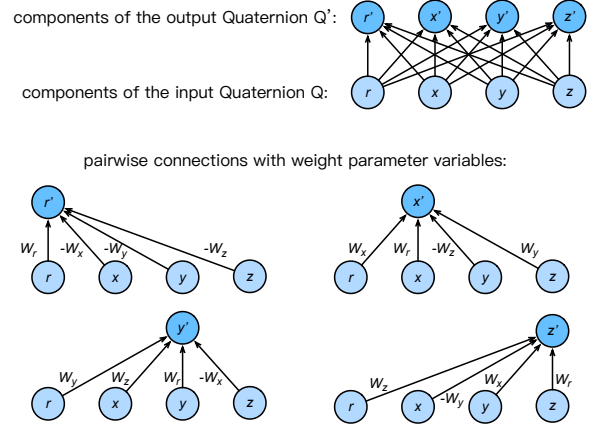 components of the output Quaternion Q’: r’ x’ y’ z’
components of the input Quaternion Q: r x y z
pairwise connections with weight parameter variables:
r’ x’
W_r -W_x -W_y -W_z W_x W_r -W_z W_y
r x y z r x y z
y’ z’
W_y W_z W_r -W_x W_z -W_y W_x W_r
r x y z r x y z